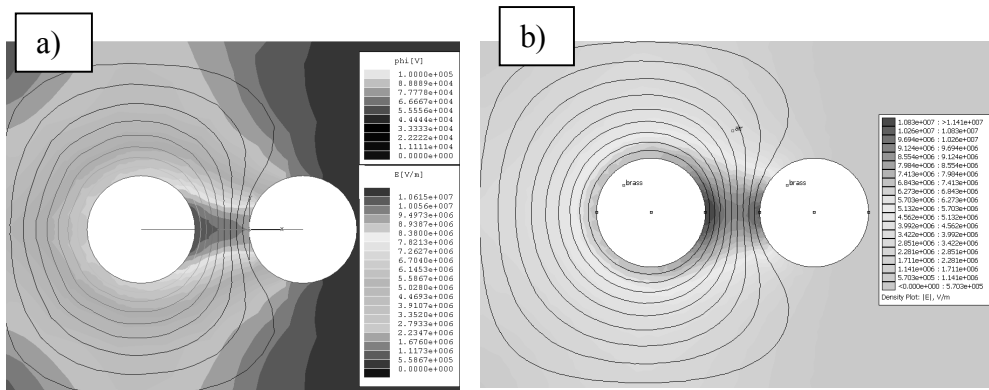 a)
phi[V]
1.0000e+005
8.8889e+004
7.7778e+004
6.6667e+004
5.5556e+004
4.4444e+004
3.3333e+004
2.2222e+004
1.1111e+004
0.0000e+000
E[V/m]
1.0615e+007
1.0056e+007
9.4973e+006
8.9387e+006
8.3800e+006
7.8213e+006
7.2627e+006
6.7040e+006
6.1453e+006
5.5867e+006
5.0280e+006
4.4693e+006
3.9107e+006
3.3520e+006
2.7933e+006
2.2347e+006
1.6760e+006
1.1173e+006
5.5867e+005
0.0000e+000
b)
brass
brass
1.083e+007 : >1.141e+007
1.026e+007 : 1.083e+007
9.694e+006 : 1.026e+007
9.124e+006 : 9.694e+006
8.554e+006 : 9.124e+006
7.984e+006 : 8.554e+006
7.413e+006 : 7.984e+006
6.843e+006 : 7.413e+006
6.273e+006 : 6.843e+006
5.703e+006 : 6.273e+006
5.132e+006 : 5.703e+006
4.562e+006 : 5.132e+006
3.992e+006 : 4.562e+006
3.422e+006 : 3.992e+006
2.851e+006 : 3.422e+006
2.281e+006 : 2.851e+006
1.711e+006 : 2.281e+006
1.141e+006 : 1.711e+006
5.703e+005 : 1.141e+006
<0.000e+000 : 5.703e+005
Density Plot: |E|, V/m